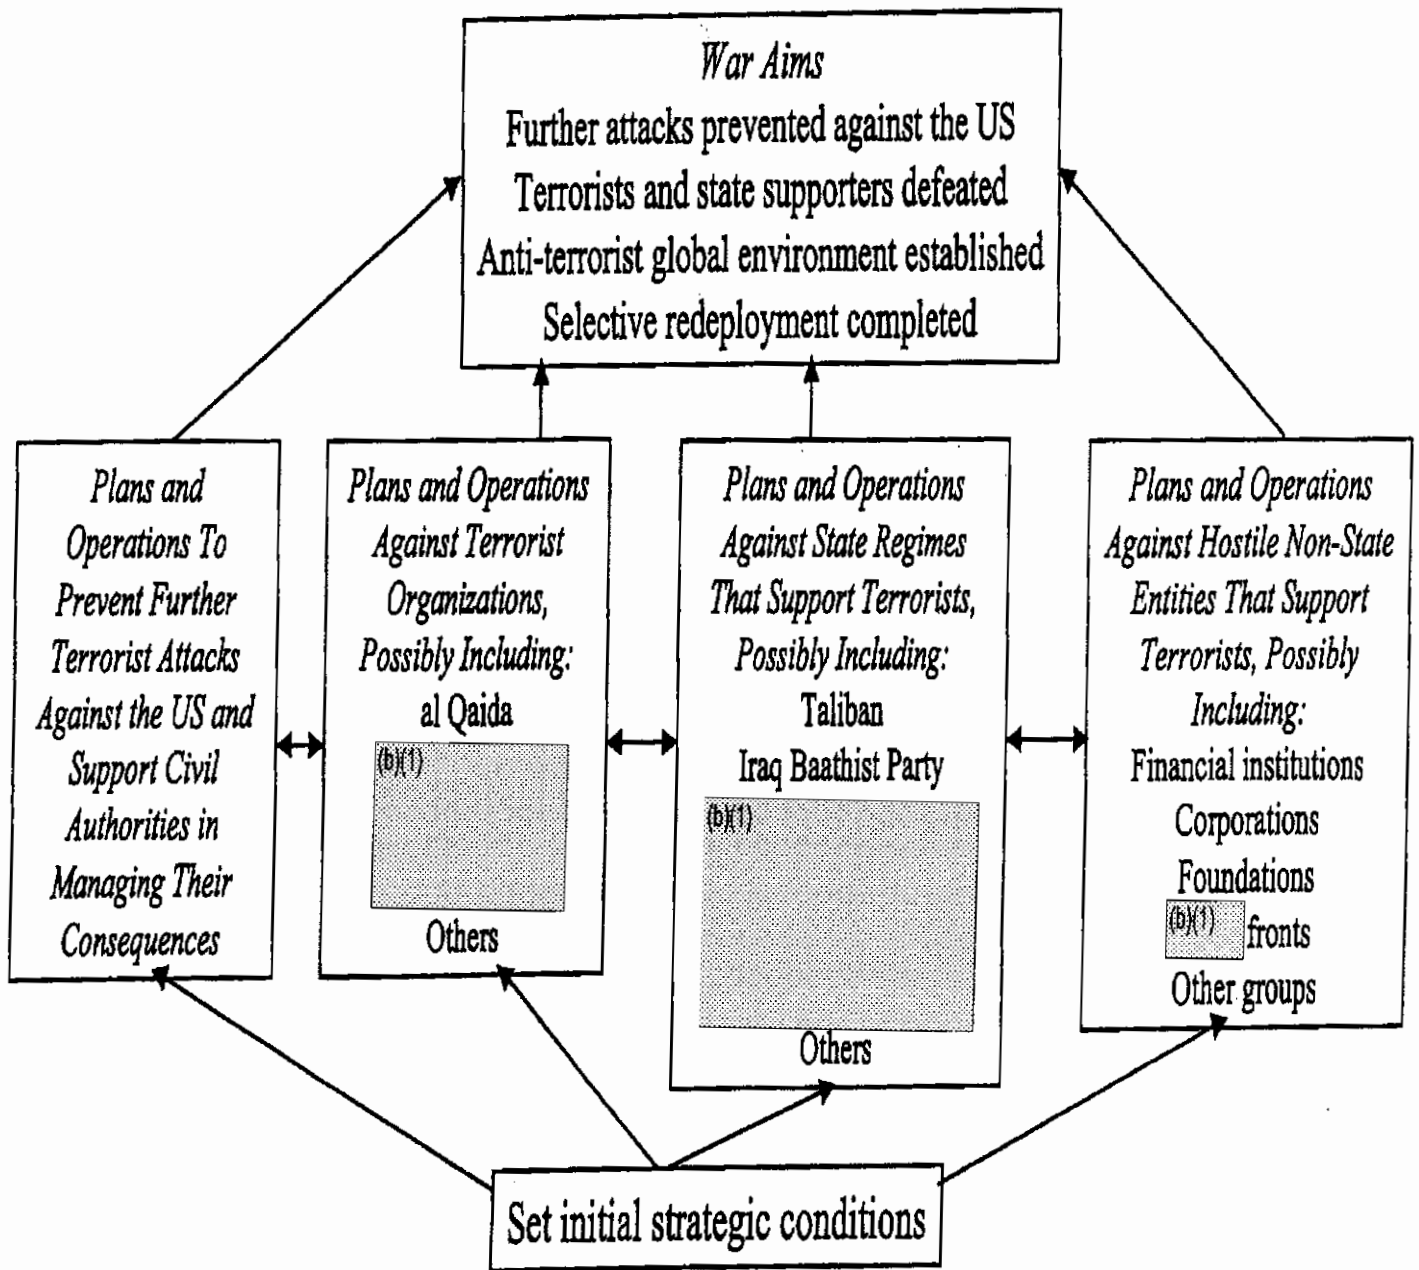 War Aims
Further attacks prevented against the US
Terrorists and state supporters defeated
Anti-terrorist global environment established
Selective redeployment completed
Plans and
Operations To
Prevent Further
Terrorist Attacks
Against the US and
Support Civil
Authorities in
Managing Their
Consequences
Plans and Operations
Against Terrorist
Organizations,
Possibly Including:
al Qaida
(b)(1)
Others
Plans and Operations
Against State Regimes
That Support Terrorists,
Possibly Including:
Taliban
Iraq Baathist Party
(b)(1)
Others
Plans and Operations
Against Hostile Non-State
Entities That Support
Terrorists, Possibly
Including:
Financial institutions
Corporations
Foundations
(b)(1) fronts
Other groups
Set initial strategic conditions